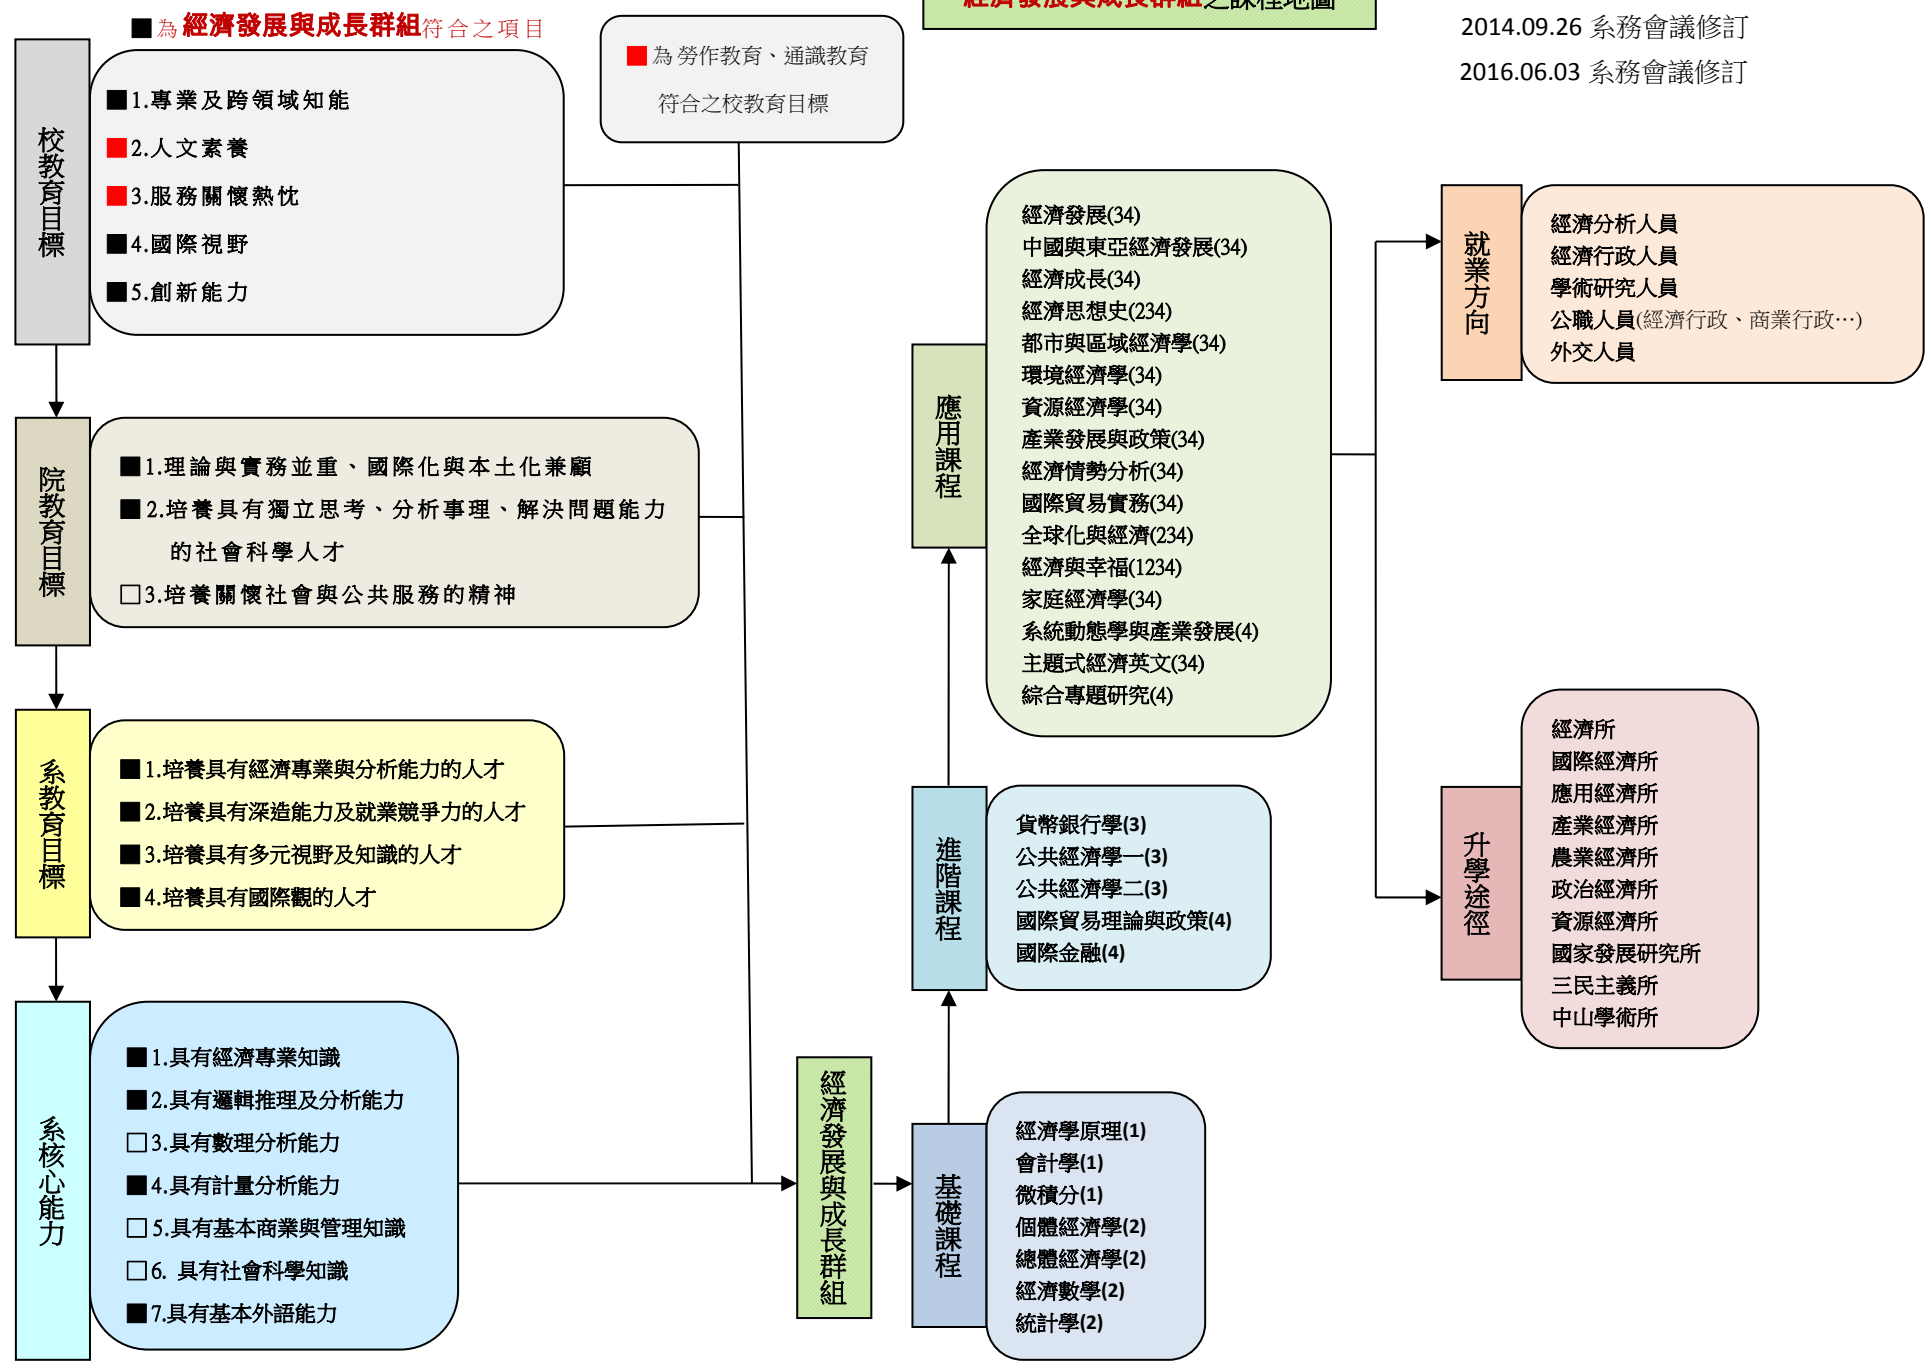 ■為 經濟發展與成長群組符合之項目
■為 勞作教育、通識教育
符合之校教育目標
經濟發展與成長群組之課程地圖
2014.09.26 系務會議修訂
2016.06.03 系務會議修訂
校教育目標
■1.專業及跨領域知能
■2.人文素養
■3.服務關懷熱忱
■4.國際視野
■5.創新能力
院教育目標
■1.理論與實務並重、國際化與本土化兼顧
■2.培養具有獨立思考、分析事理、解決問題能力
的社會科學人才
□3.培養關懷社會與公共服務的精神
系教育目標
■1.培養具有經濟專業與分析能力的人才
■2.培養具有深造能力及就業競爭力的人才
■3.培養具有多元視野及知識的人才
■4.培養具有國際觀的人才
系核心能力
■1.具有經濟專業知識
■2.具有邏輯推理及分析能力
□3.具有數理分析能力
■4.具有計量分析能力
□5.具有基本商業與管理知識
□6. 具有社會科學知識
■7.具有基本外語能力
經濟發展與成長群組
基礎課程
經濟學原理(1)
會計學(1)
微積分(1)
個體經濟學(2)
總體經濟學(2)
經濟數學(2)
統計學(2)
進階課程
貨幣銀行學(3)
公共經濟學一(3)
公共經濟學二(3)
國際貿易理論與政策(4)
國際金融(4)
應用課程
經濟發展(34)
中國與東亞經濟發展(34)
經濟成長(34)
經濟思想史(234)
都市與區域經濟學(34)
環境經濟學(34)
資源經濟學(34)
產業發展與政策(34)
經濟情勢分析(34)
國際貿易實務(34)
全球化與經濟(234)
經濟與幸福(1234)
家庭經濟學(34)
系統動態學與產業發展(4)
主題式經濟英文(34)
綜合專題研究(4)
就業方向
經濟分析人員
經濟行政人員
學術研究人員
公職人員(經濟行政、商業行政…)
外交人員
升學途徑
經濟所
國際經濟所
應用經濟所
產業經濟所
農業經濟所
政治經濟所
資源經濟所
國家發展研究所
三民主義所
中山學術所